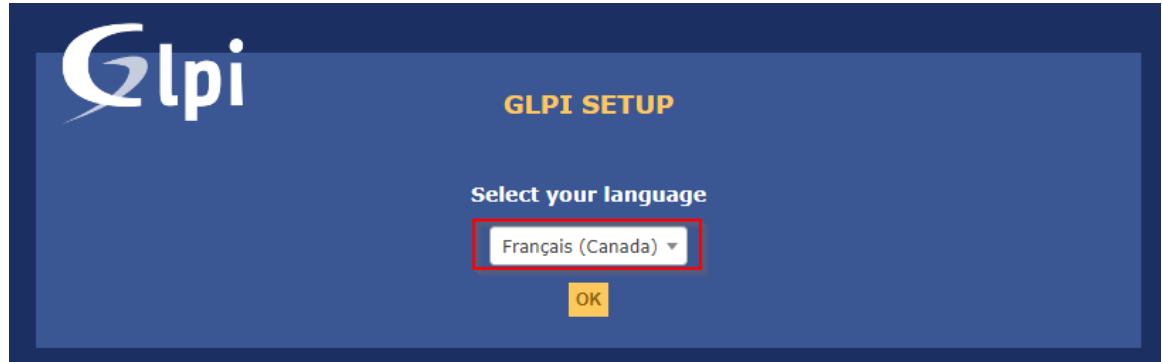 Glpi
GLPI SETUP
Select your language
Français (Canada)
OK